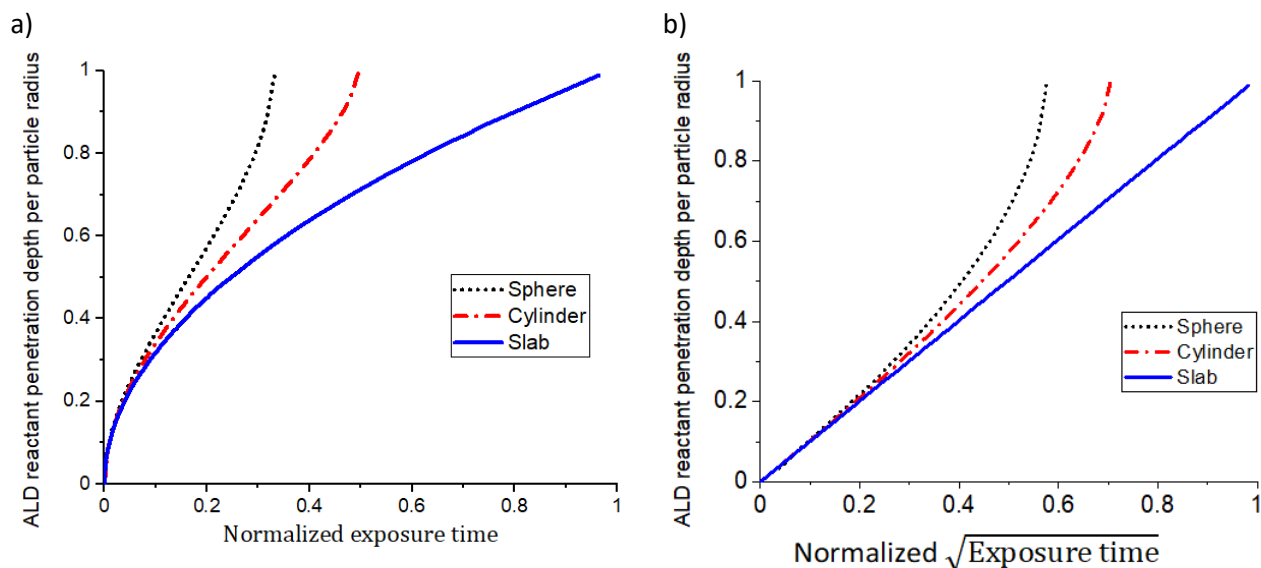 a)
ALD reactant penetration depth per particle radius
1
0.8
0.6
0.4
0.2
0
0
0.2
0.4
0.6
0.8
1
Normalized exposure time
Sphere
Cylinder
Slab
b)
ALD reactant penetration depth per particle radius
1
0.8
0.6
0.4
0.2
0
0
0.2
0.4
0.6
0.8
1
Normalized √Exposure time
Sphere
Cylinder
Slab